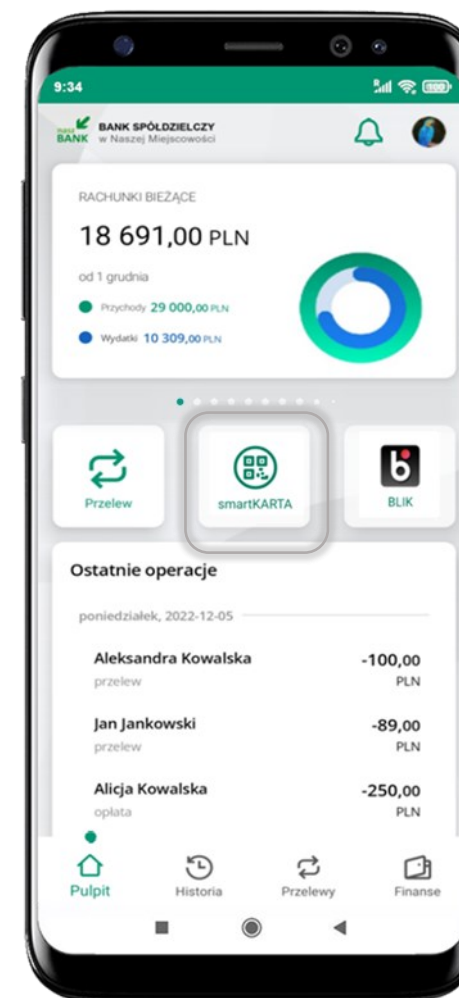 9:34
nasz
BANK
BANK SPÓŁDZIELCZY
w Naszej Miejscowości
RACHUNKI BIEŻĄCE
18 691,00 PLN
od 1 grudnia
Przychody 29 000,00 PLN
Wydatki 10 309,00 PLN
Przelew
smartKARTA
BLIK
Ostatnie operacje
poniedziałek, 2022-12-05
Aleksandra Kowalska
-100,00
przelew
PLN
Jan Jankowski
-89,00
przelew
PLN
Alicja Kowalska
-250,00
opłata
PLN
Pulpit
Historia
Przelewy
Finanse